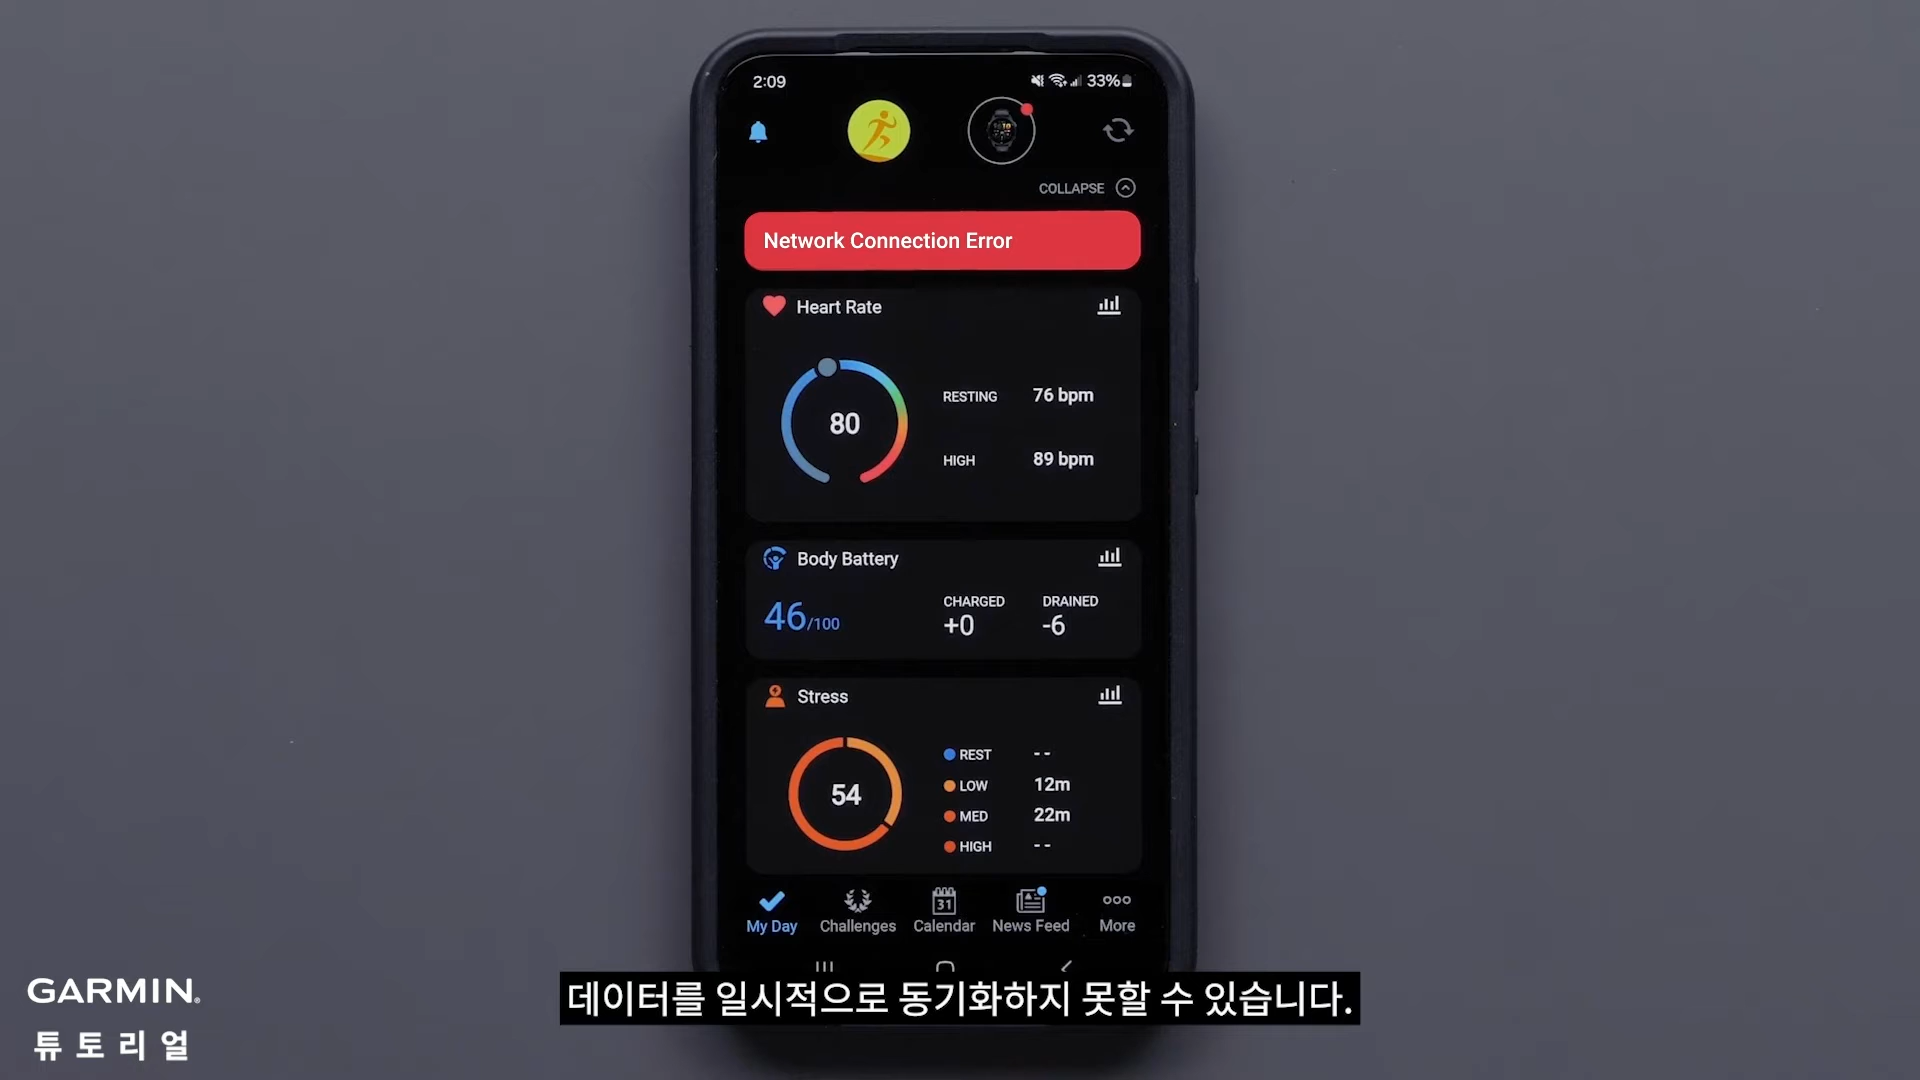 2:09
33%
COLLAPSE
Network Connection Error
Heart Rate
80
RESTING 76 bpm
HIGH 89 bpm
Body Battery
46/100
CHARGED DRAINED
+0 -6
Stress
54
REST --
LOW 12m
MED 22m
HIGH --
31
My Day Challenges Calendar News Feed More
데이터를 일시적으로 동기화하지 못할 수 있습니다.
GARMIN.
튜토리얼